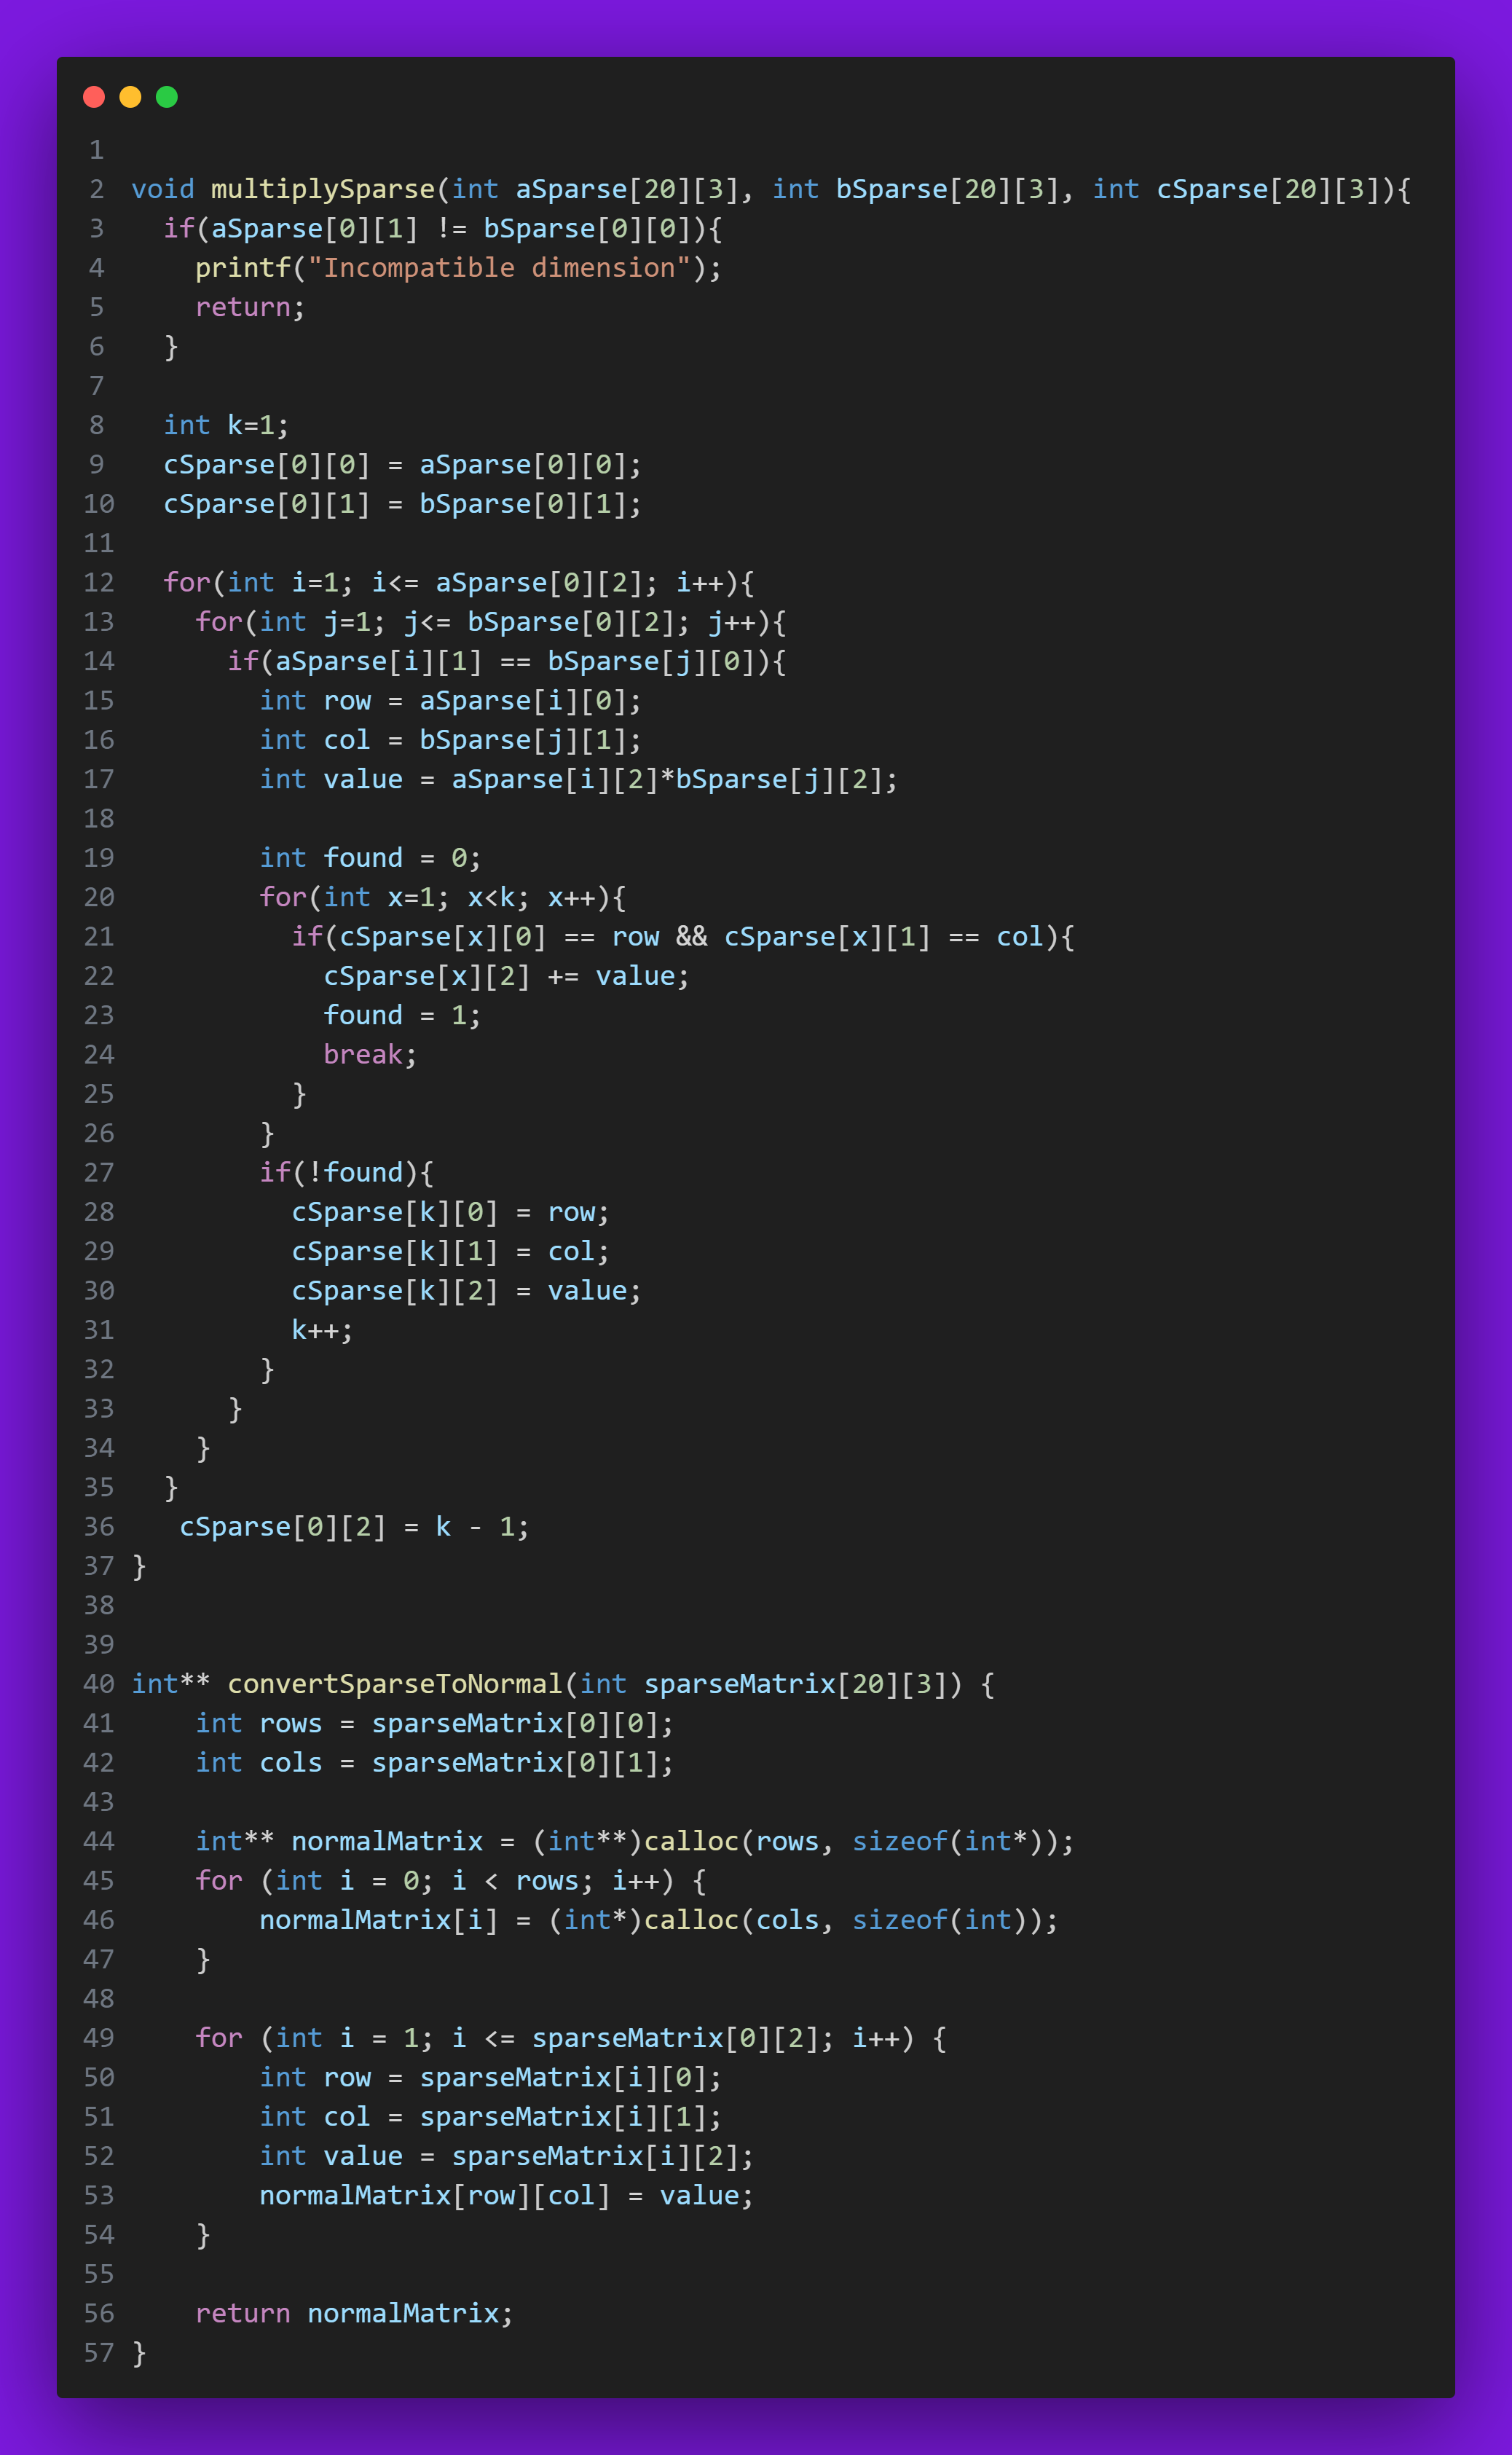 1
2 void multiplySparse(int aSparse[20][3], int bSparse[20][3], int cSparse[20][3]){
3   if(aSparse[0][1] != bSparse[0][0]){
4     printf("Incompatible dimension");
5     return;
6   }
7
8   int k=1;
9   cSparse[0][0] = aSparse[0][0];
10   cSparse[0][1] = bSparse[0][1];
11
12   for(int i=1; i<= aSparse[0][2]; i++){
13     for(int j=1; j<= bSparse[0][2]; j++){
14       if(aSparse[i][1] == bSparse[j][0]){
15         int row = aSparse[i][0];
16         int col = bSparse[j][1];
17         int value = aSparse[i][2]*bSparse[j][2];
18
19         int found = 0;
20         for(int x=1; x<k; x++){
21           if(cSparse[x][0] == row && cSparse[x][1] == col){
22             cSparse[x][2] += value;
23             found = 1;
24             break;
25           }
26         }
27         if(!found){
28           cSparse[k][0] = row;
29           cSparse[k][1] = col;
30           cSparse[k][2] = value;
31           k++;
32         }
33       }
34     }
35   }
36    cSparse[0][2] = k - 1;
37 }
38
39
40 int** convertSparseToNormal(int sparseMatrix[20][3]) {
41     int rows = sparseMatrix[0][0];
42     int cols = sparseMatrix[0][1];
43
44     int** normalMatrix = (int**)calloc(rows, sizeof(int*));
45     for (int i = 0; i < rows; i++) {
46         normalMatrix[i] = (int*)calloc(cols, sizeof(int));
47     }
48
49     for (int i = 1; i <= sparseMatrix[0][2]; i++) {
50         int row = sparseMatrix[i][0];
51         int col = sparseMatrix[i][1];
52         int value = sparseMatrix[i][2];
53         normalMatrix[row][col] = value;
54     }
55
56     return normalMatrix;
57 }